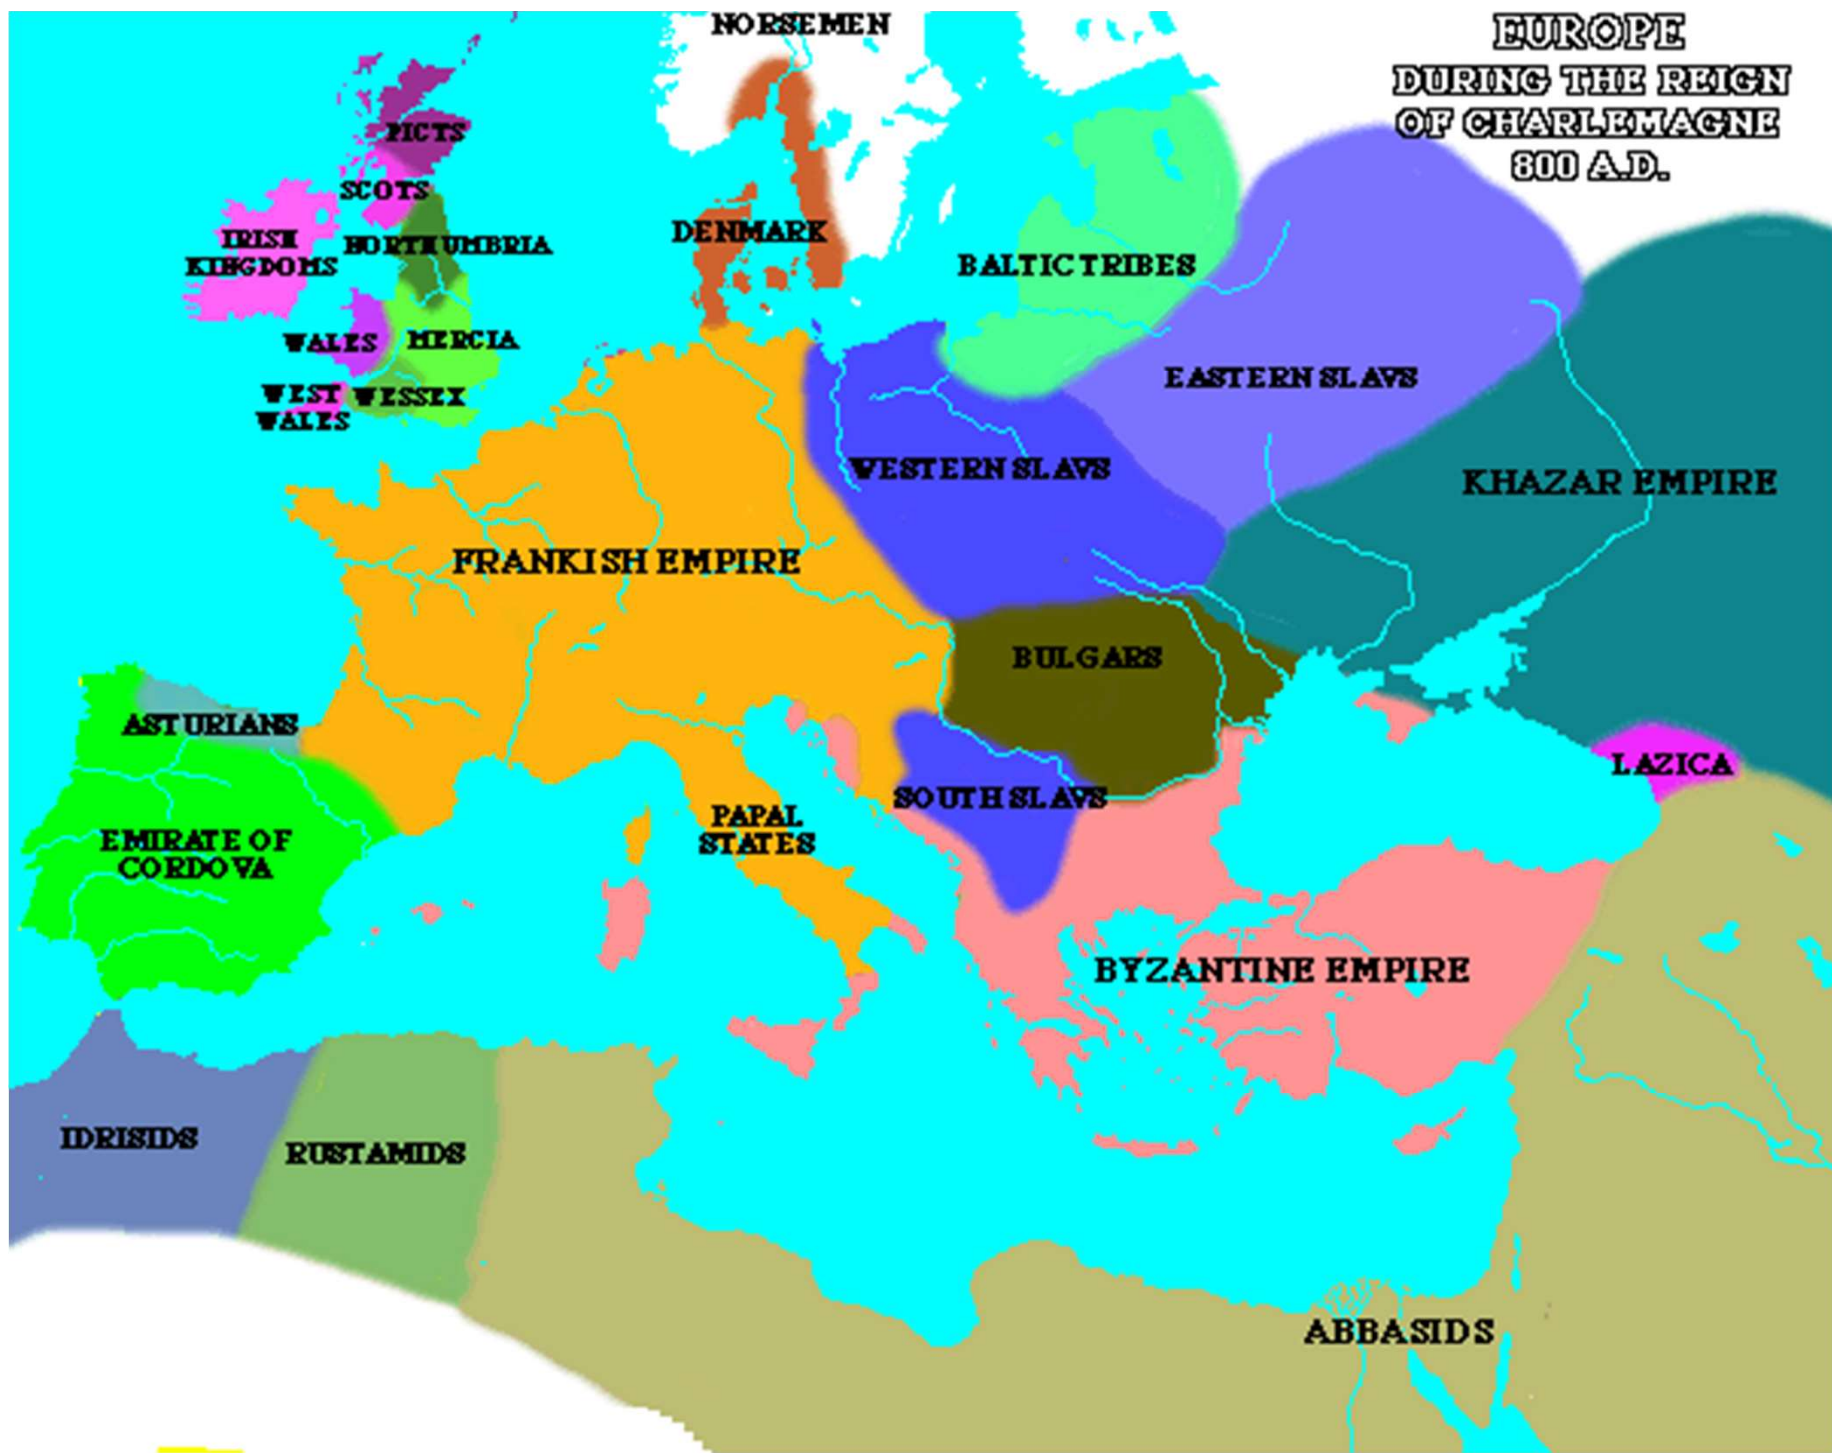 NORSEMEN
EUROPE
DURING THE REIGN
OF CHARLEMAGNE
800 A.D.
PICTS
SCOTS
IRISH
KINGDOMS
NORTHUMBRIA
DENMARK
BALTIC TRIBES
WALES
MERCIA
WEST
WALES
WESSEX
EASTERN SLAVS
WESTERN SLAVS
KHAZAR EMPIRE
FRANKISH EMPIRE
BULGARS
ASTURIANS
LAZICA
SOUTH SLAVS
PAPAL
STATES
EMIRATE OF
CORDOVA
BYZANTINE EMPIRE
IDRISIDS
RUSTAMIDS
ABBASIDS